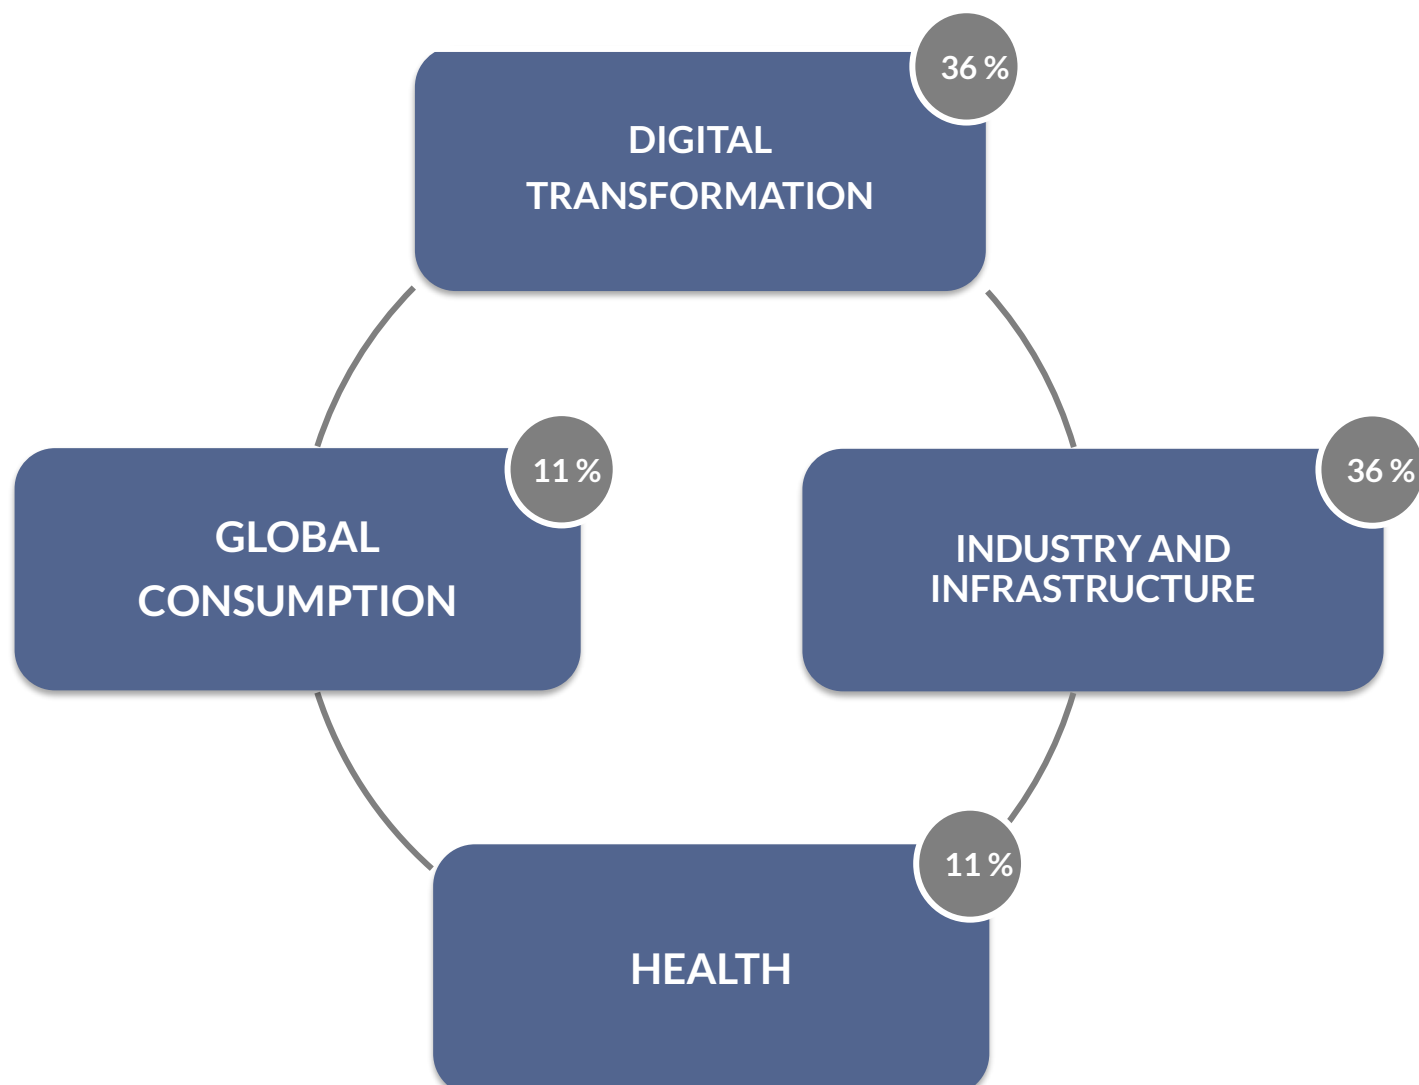 36 %
DIGITAL
TRANSFORMATION
11 %
GLOBAL
CONSUMPTION
36 %
INDUSTRY AND
INFRASTRUCTURE
11 %
HEALTH